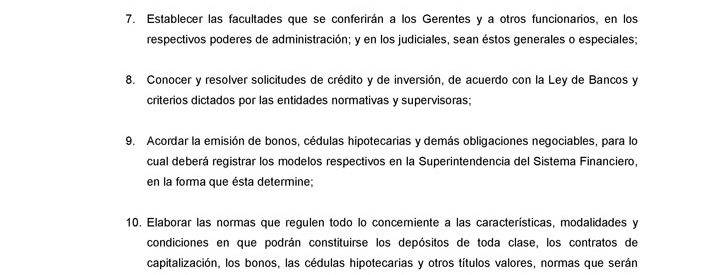 7. Establecer las facultades que se conferirán a los Gerentes y a otros funcionarios, en los
respectivos poderes de administración; y en los judiciales, sean éstos generales o especiales;
8. Conocer y resolver solicitudes de crédito y de inversión, de acuerdo con la Ley de Bancos y
criterios dictados por las entidades normativas y supervisoras;
9. Acordar la emisión de bonos, cédulas hipotecarias y demás obligaciones negociables, para lo
cual deberá registrar los modelos respectivos en la Superintendencia del Sistema Financiero,
en la forma que ésta determine;
10. Elaborar las normas que regulen todo lo concerniente a las características, modalidades y
condiciones en que podrán constituirse los depósitos de toda clase, los contratos de
capitalización, los bonos, las cédulas hipotecarias y otros títulos valores, normas que serán